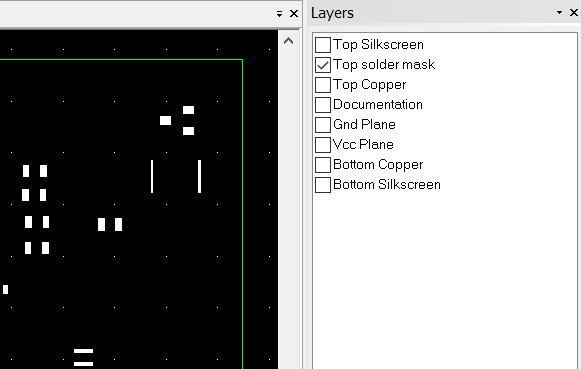 Layers
Top Silkscreen
Top solder mask
Top Copper
Documentation
Gnd Plane
Vcc Plane
Bottom Copper
Bottom Silkscreen